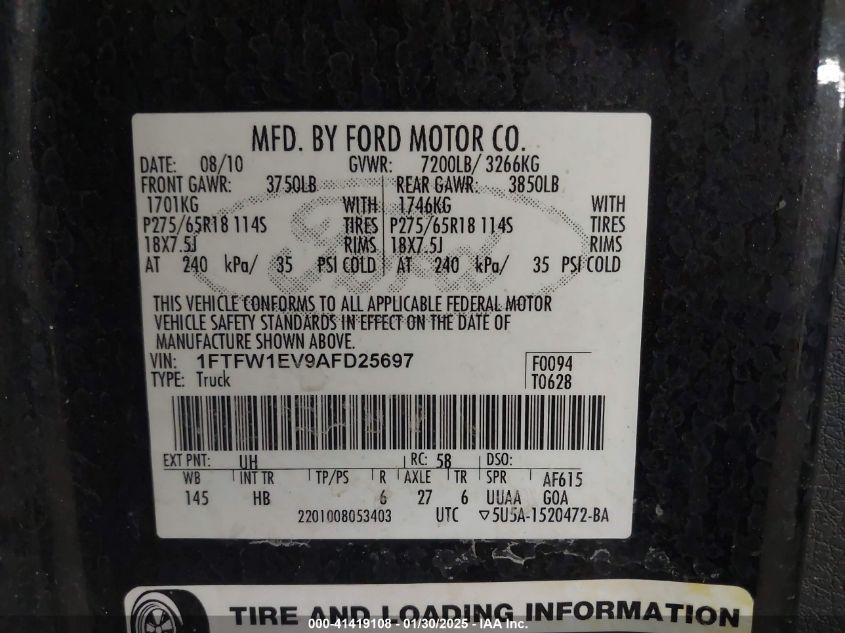 MFD. BY FORD MOTOR CO.
DATE: 08/10 GVWR: 7200LB/ 3266KG
FRONT GAWR: 3750LB REAR GAWR: 3850LB
1701KG WITH 1746KG WITH
P275/65R18 114S TIRES P275/65R18 114S TIRES
18X7.5J RIMS 18X7.5J RIMS
AT 240 kPa/ 35 PSI COLD AT 240 kPa/ 35 PSI COLD
THIS VEHICLE CONFORMS TO ALL APPLICABLE FEDERAL MOTOR
VEHICLE SAFETY STANDARDS IN EFFECT ON THE DATE OF
MANUFACTURE SHOWN ABOVE.
VIN: 1FTFW1EV9AFD25697 F0094
TYPE: Truck T0628
EXT PNT: UH RC: 58 DSO:
WB INT TR TP/PS R AXLE TR SPR AF615
145 HB 6 27 6 UUAA GOA
2201008053403 UTC ▽5U5A-1520472-BA
TIRE AND LOADING INFORMATION
000-41419108 - 01/30/2025 - IAA Inc.